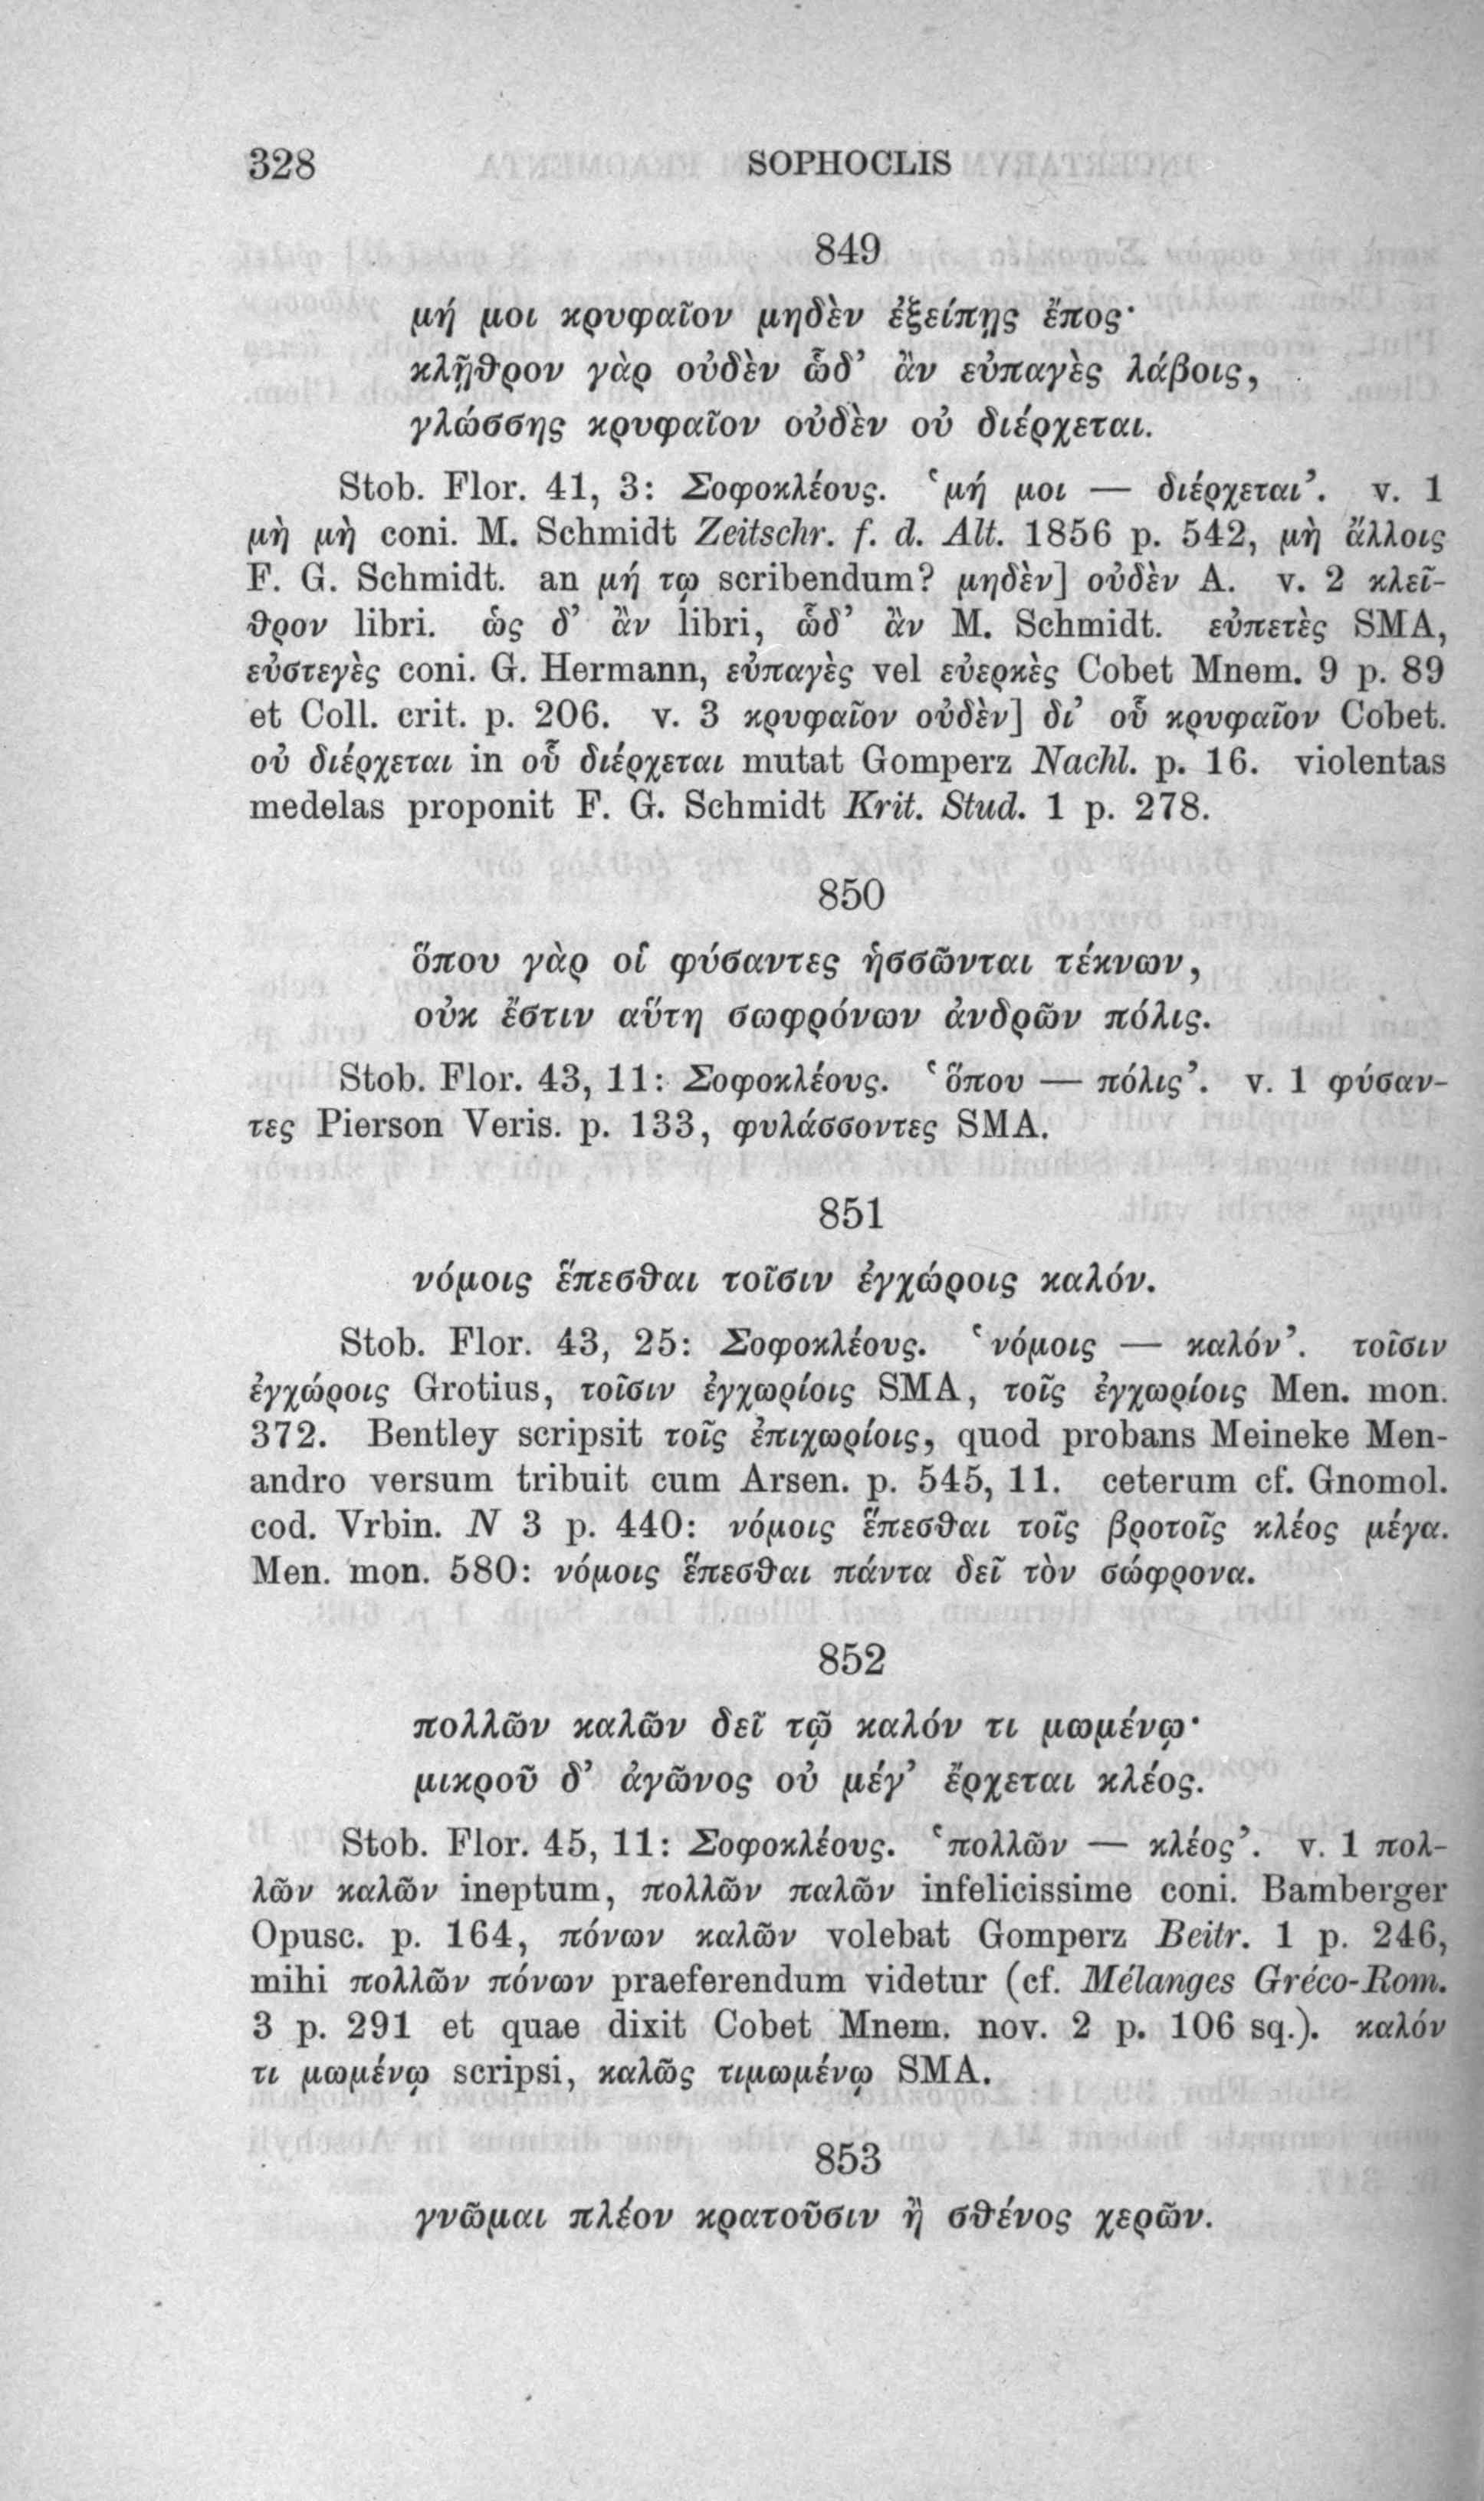 328 SOPHOCLIS
849
μή μοι κρυφαῖον μηδὲν ἐξείπῃς ἔπος·
κλῇθρον γὰρ οὐδὲν ὧδ᾽ ἂν εὐπαγὲς λάβοις,
γλώσσης κρυφαῖον οὐδὲν οὐ διέρχεται.
Stob. Flor. 41, 3: Σοφοκλέους. ‘μή μοι — διέρχεται’. v. 1
μὴ μὴ coni. M. Schmidt Zeitschr. f. d. Alt. 1856 p. 542, μὴ ἄλλοις
F. G. Schmidt. an μή τῳ scribendum? μηδὲν] οὐδὲν A. v. 2 κλεῖ-
θρον libri. ὡς δ᾽ ἂν libri, ὧδ᾽ ἂν M. Schmidt. εὐπετὲς SMA,
εὐστεγὲς coni. G. Hermann, εὐπαγὲς vel εὐερκὲς Cobet Mnem. 9 p. 89
et Coll. crit. p. 206. v. 3 κρυφαῖον οὐδὲν] δι᾽ οὗ κρυφαῖον Cobet.
οὐ διέρχεται in οὗ διέρχεται mutat Gomperz Nachl. p. 16. violentas
medelas proponit F. G. Schmidt Krit. Stud. 1 p. 278.
850
ὅπου γὰρ οἱ φύσαντες ἡσσῶνται τέκνων,
οὐκ ἔστιν αὕτη σωφρόνων ἀνδρῶν πόλις.
Stob. Flor. 43, 11: Σοφοκλέους. ‘ὅπου — πόλις’. v. 1 φύσαν-
τες Pierson Veris. p. 133, φυλάσσοντες SMA.
851
νόμοις ἕπεσθαι τοῖσιν ἐγχώροις καλόν.
Stob. Flor. 43, 25: Σοφοκλέους. ‘νόμοις — καλόν’. τοῖσιν
ἐγχώροις Grotius, τοῖσιν ἐγχωρίοις SMA, τοῖς ἐγχωρίοις Men. mon.
372. Bentley scripsit τοῖς ἐπιχωρίοις, quod probans Meineke Men-
andro versum tribuit cum Arsen. p. 545, 11. ceterum cf. Gnomol.
cod. Vrbin. N 3 p. 440: νόμοις ἕπεσθαι τοῖς βροτοῖς κλέος μέγα.
Men. mon. 580: νόμοις ἕπεσθαι πάντα δεῖ τὸν σώφρονα.
852
πολλῶν καλῶν δεῖ τῷ καλόν τι μωμένῳ·
μικροῦ δ᾽ ἀγῶνος οὐ μέγ᾽ ἔρχεται κλέος.
Stob. Flor. 45, 11: Σοφοκλέους. ‘πολλῶν — κλέος’. v. 1 πολ-
λῶν καλῶν ineptum, πολλῶν παλῶν infelicissime coni. Bamberger
Opusc. p. 164, πόνων καλῶν volebat Gomperz Beitr. 1 p. 246,
mihi πολλῶν πόνων praeferendum videtur (cf. Mélanges Gréco-Rom.
3 p. 291 et quae dixit Cobet Mnem. nov. 2 p. 106 sq.). καλόν
τι μωμένῳ scripsi, καλῶς τιμωμένῳ SMA.
853
γνῶμαι πλέον κρατοῦσιν ἢ σθένος χερῶν.